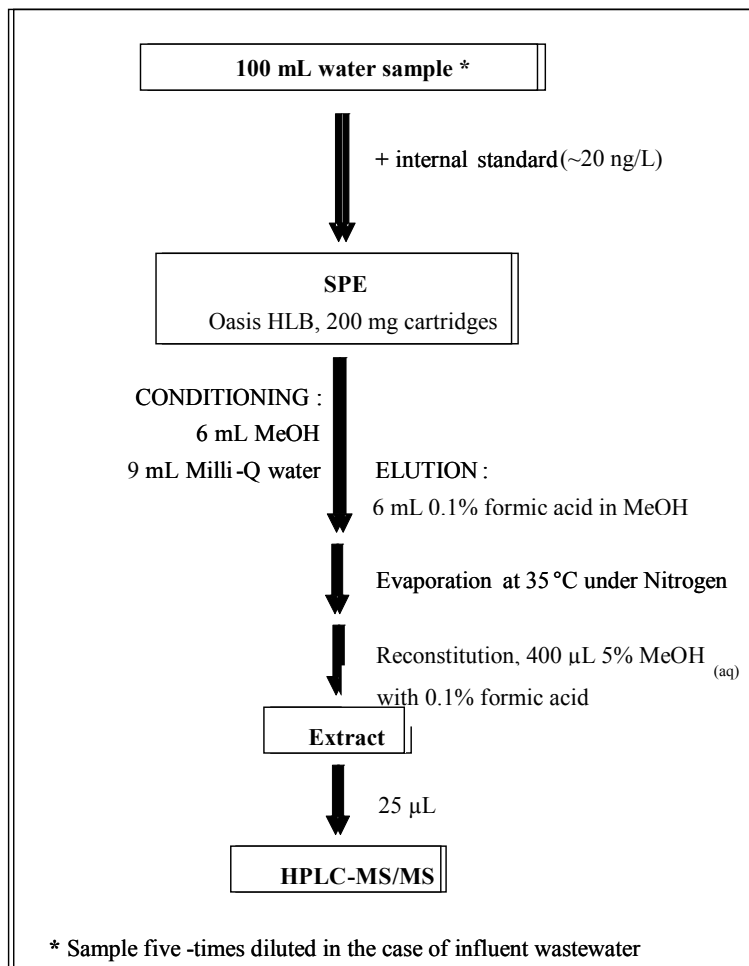 100 mL water sample *
+ internal standard (~20 ng/L)
SPE
Oasis HLB, 200 mg cartridges
CONDITIONING :
6 mL MeOH
9 mL Milli-Q water
ELUTION :
6 mL 0.1% formic acid in MeOH
Evaporation at 35 °C under Nitrogen
Reconstitution, 400 µL 5% MeOH (aq)
with 0.1% formic acid
Extract
25 µL
HPLC-MS/MS
* Sample five -times diluted in the case of influent wastewater